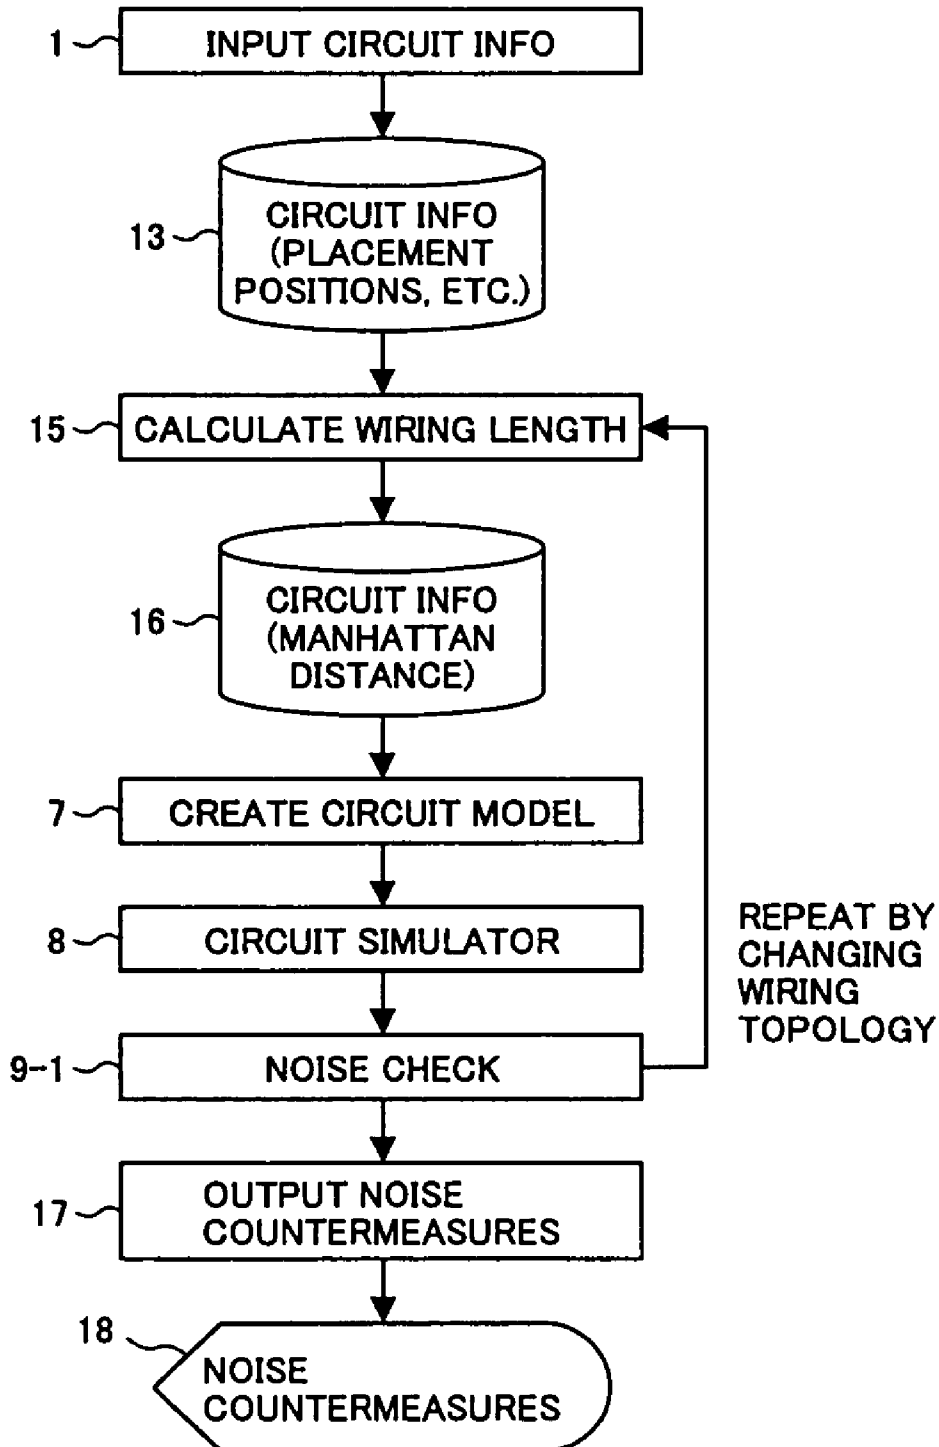 1
INPUT CIRCUIT INFO
13
CIRCUIT INFO
(PLACEMENT
POSITIONS, ETC.)
15
CALCULATE WIRING LENGTH
16
CIRCUIT INFO
(MANHATTAN
DISTANCE)
7
CREATE CIRCUIT MODEL
8
CIRCUIT SIMULATOR
REPEAT BY
CHANGING
WIRING
TOPOLOGY
9-1
NOISE CHECK
17
OUTPUT NOISE
COUNTERMEASURES
18
NOISE
COUNTERMEASURES